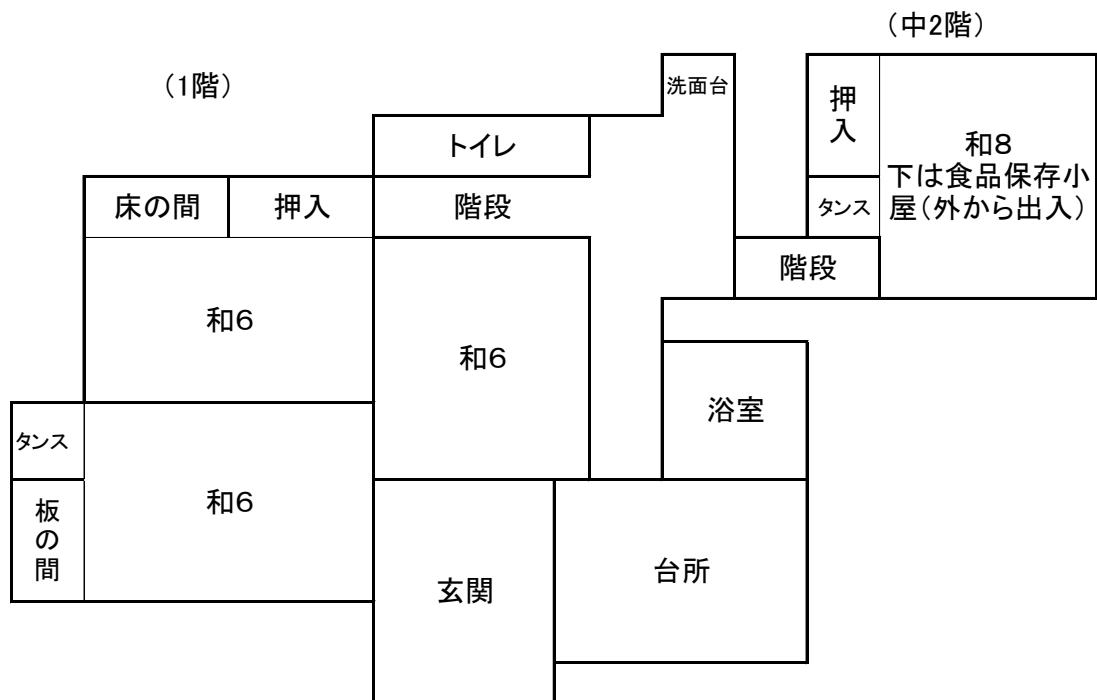 （中2階）
（1階）
洗面台
押入
和８
下は食品保存小
屋（外から出入）
トイレ
床の間
押入
階段
タンス
階段
和６
和６
浴室
タンス
和６
板の間
玄関
台所